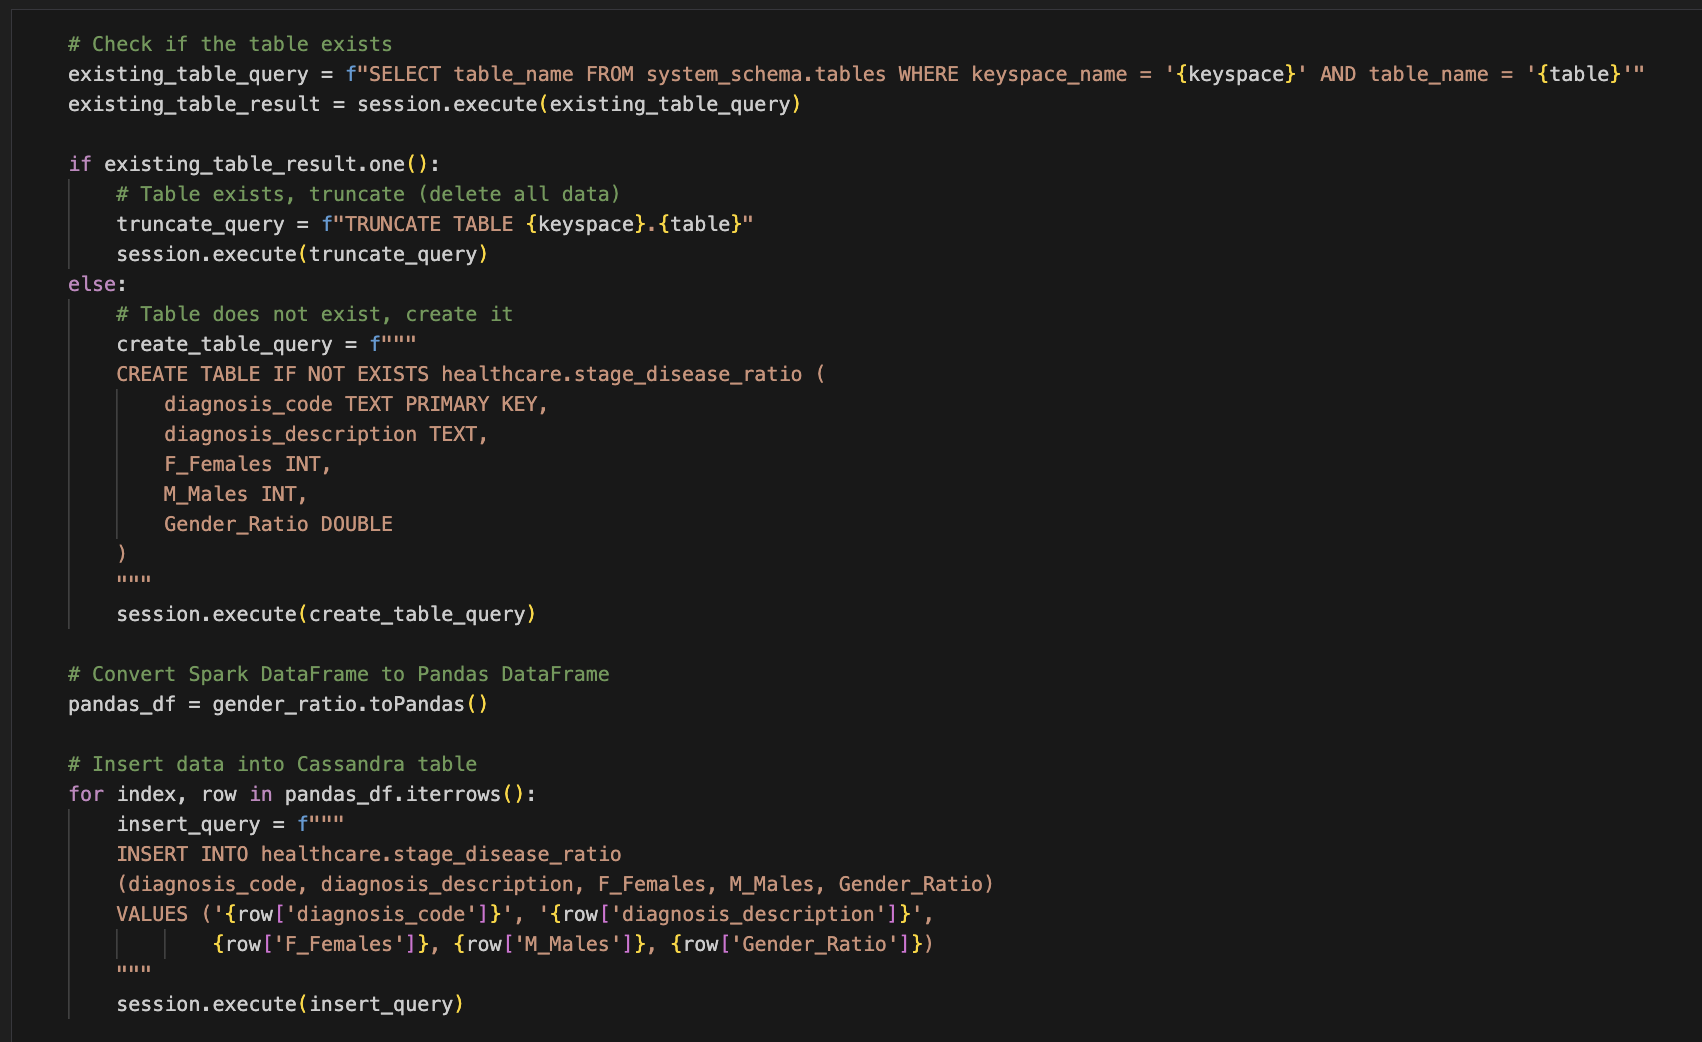 # Check if the table exists
existing_table_query = f"SELECT table_name FROM system_schema.tables WHERE keyspace_name = '{keyspace}' AND table_name = '{table}'"
existing_table_result = session.execute(existing_table_query)
if existing_table_result.one():
# Table exists, truncate (delete all data)
truncate_query = f"TRUNCATE TABLE {keyspace}.{table}"
session.execute(truncate_query)
else:
# Table does not exist, create it
create_table_query = f"""
CREATE TABLE IF NOT EXISTS healthcare.stage_disease_ratio (
diagnosis_code TEXT PRIMARY KEY,
diagnosis_description TEXT,
F_Females INT,
M_Males INT,
Gender_Ratio DOUBLE
)
"""
session.execute(create_table_query)
# Convert Spark DataFrame to Pandas DataFrame
pandas_df = gender_ratio.toPandas()
# Insert data into Cassandra table
for index, row in pandas_df.iterrows():
insert_query = f"""
INSERT INTO healthcare.stage_disease_ratio
(diagnosis_code, diagnosis_description, F_Females, M_Males, Gender_Ratio)
VALUES ('{row['diagnosis_code']}', '{row['diagnosis_description']}',
{row['F_Females']}, {row['M_Males']}, {row['Gender_Ratio']})
"""
session.execute(insert_query)